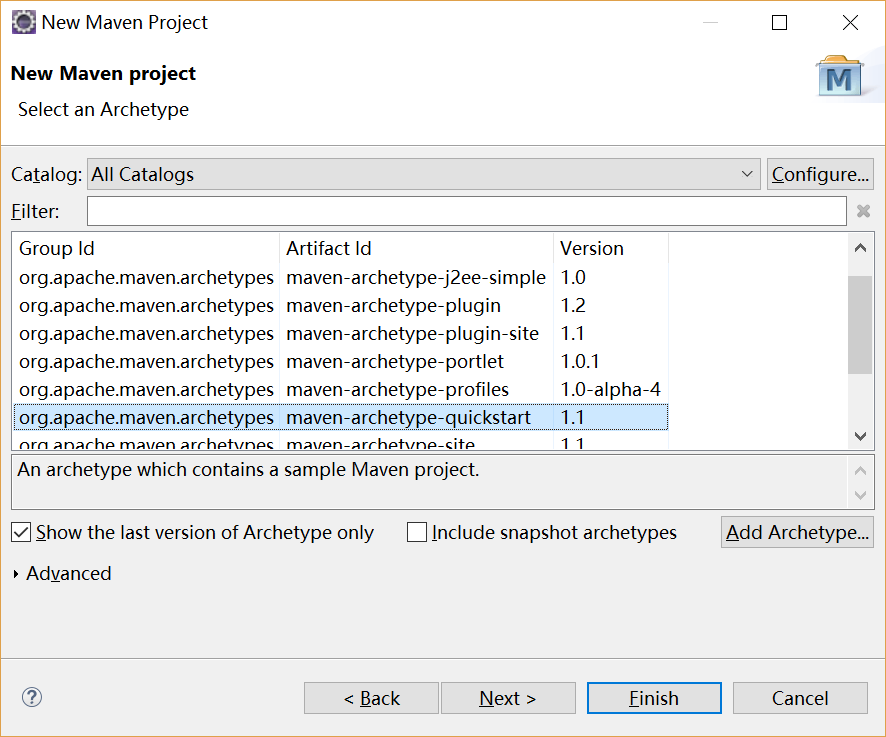 New Maven Project
New Maven project
Select an Archetype
M
Catalog: All Catalogs Configure...
Filter:
Group Id Artifact Id Version
org.apache.maven.archetypes maven-archetype-j2ee-simple 1.0
org.apache.maven.archetypes maven-archetype-plugin 1.2
org.apache.maven.archetypes maven-archetype-plugin-site 1.1
org.apache.maven.archetypes maven-archetype-portlet 1.0.1
org.apache.maven.archetypes maven-archetype-profiles 1.0-alpha-4
org.apache.maven.archetypes maven-archetype-quickstart 1.1
org.apache.maven.archetypes maven-archetype-site 1.1
An archetype which contains a sample Maven project.
Show the last version of Archetype only Include snapshot archetypes Add Archetype...
Advanced
? < Back Next > Finish Cancel